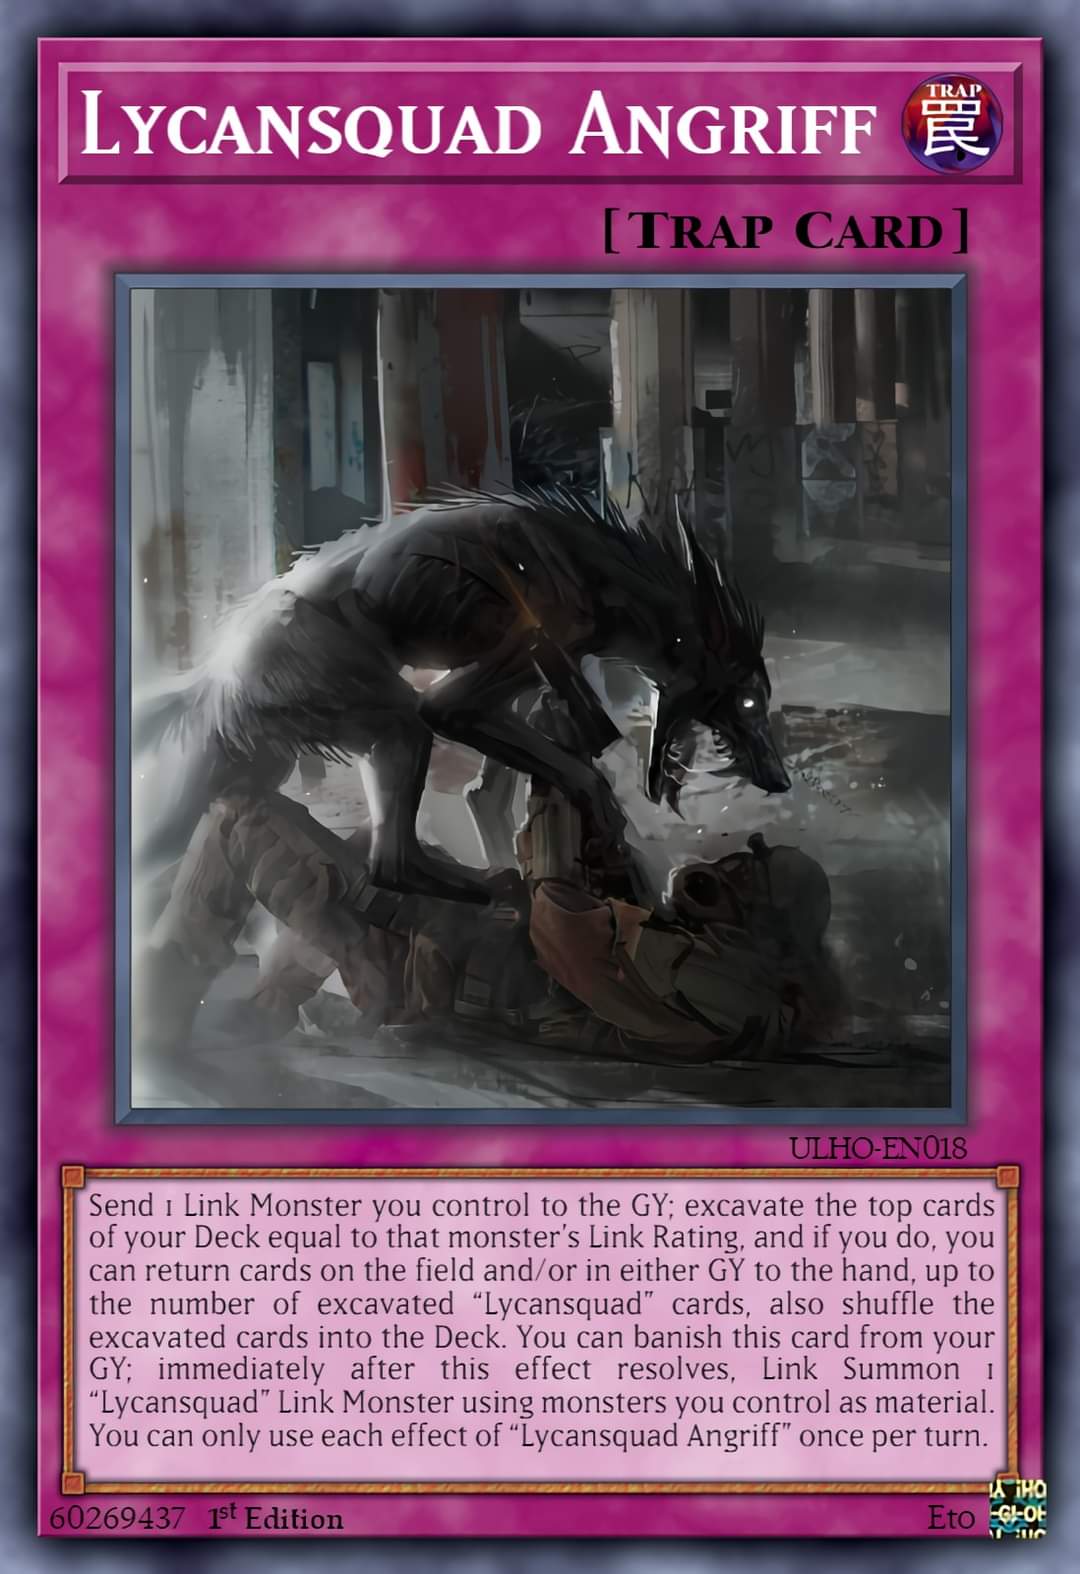 Lycansquad Angriff
TRAP
罠
[Trap Card]
ULHO-EN018
Send 1 Link Monster you control to the GY; excavate the top cards
of your Deck equal to that monster's Link Rating, and if you do, you
can return cards on the field and/or in either GY to the hand, up to
the number of excavated “Lycansquad” cards, also shuffle the
excavated cards into the Deck. You can banish this card from your
GY; immediately after this effect resolves, Link Summon 1
“Lycansquad” Link Monster using monsters you control as material.
You can only use each effect of “Lycansquad Angriff” once per turn.
60269437 1st Edition
Eto